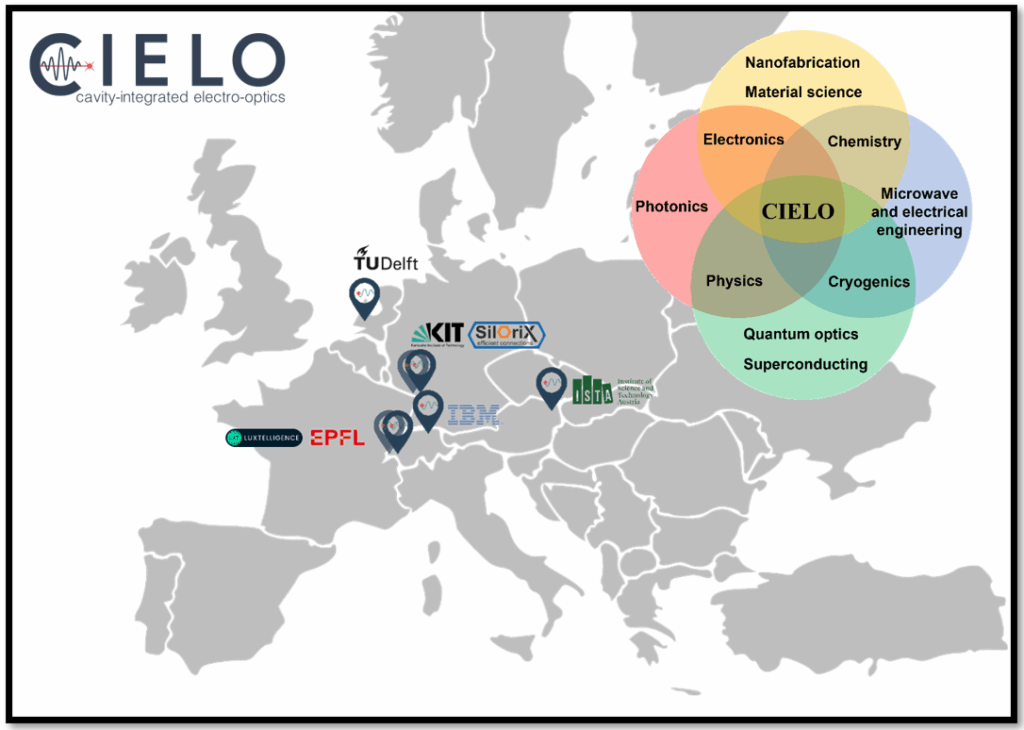 CIELO
cavity-integrated electro-optics
Nanofabrication
Material science
Electronics
Chemistry
Photonics
CIELO
Microwave
and electrical
engineering
Physics
Cryogenics
Quantum optics
Superconducting
TUDelft
KIT
Karlsruhe Institute of Technology
SilOriX
efficient connections
ISTA
Institute of
Science and
Technology
Austria
IBM
LUXTELLIGENCE
EPFL